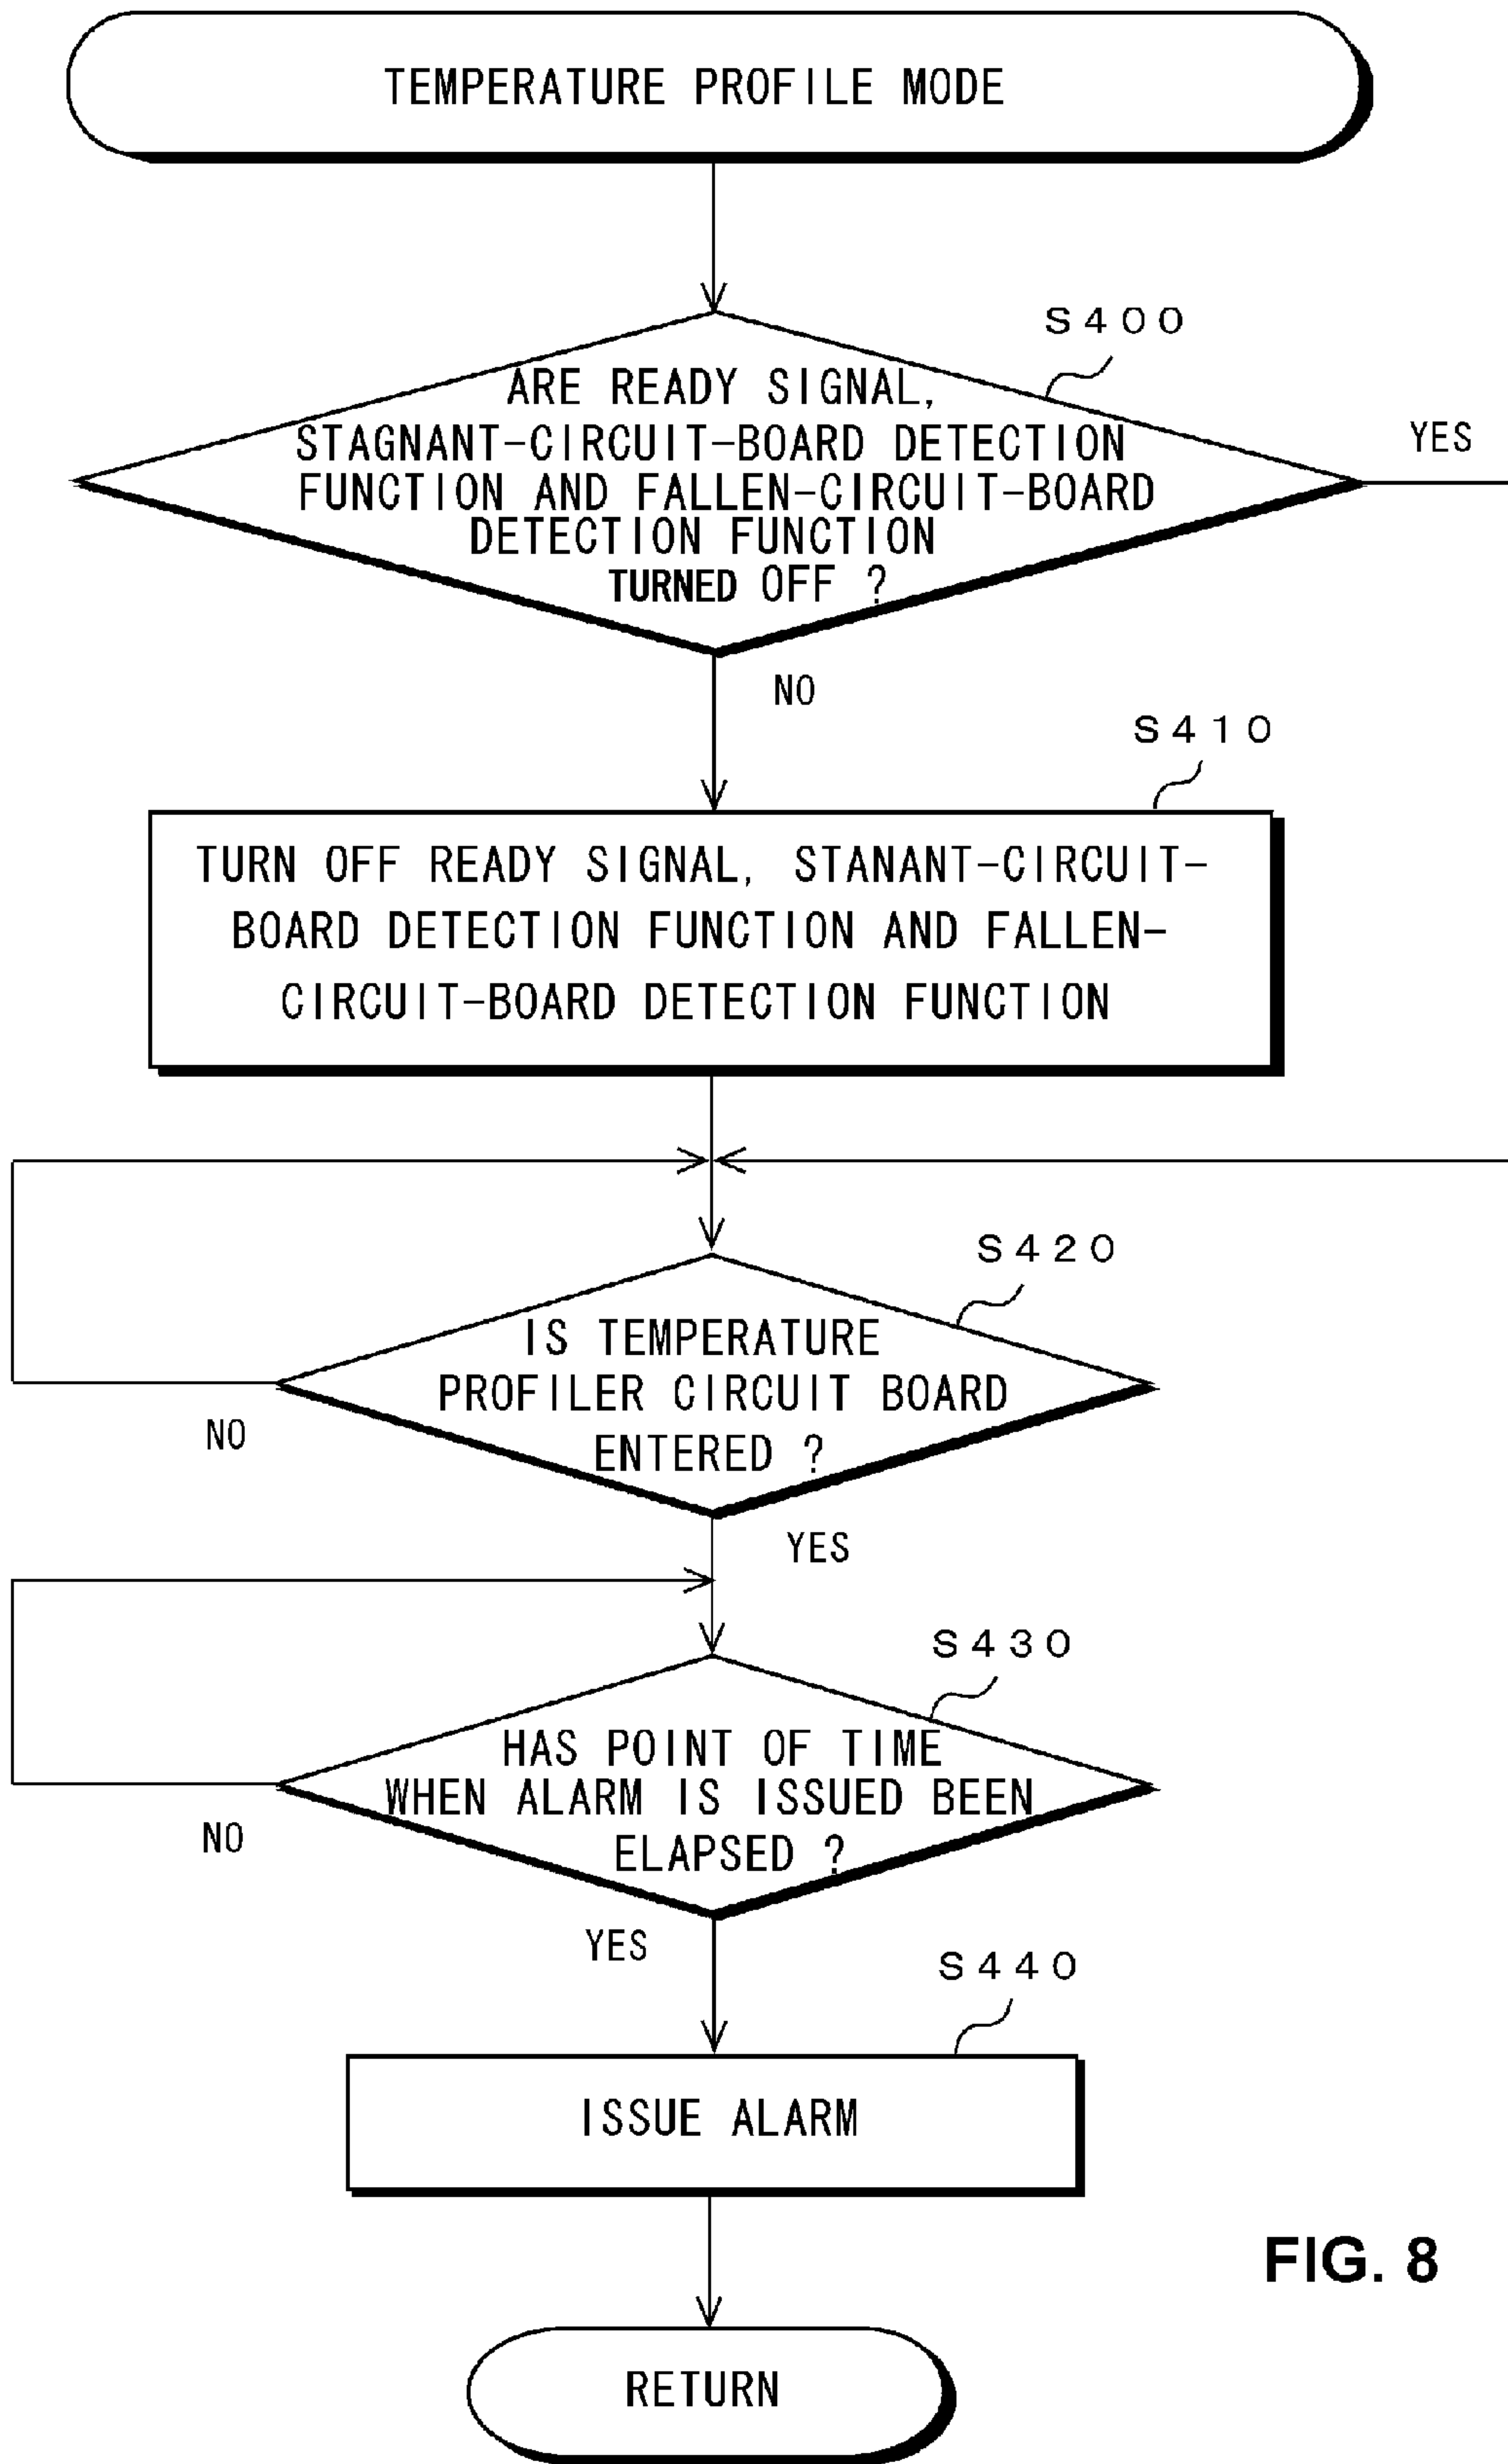 TEMPERATURE PROFILE MODE
S400
ARE READY SIGNAL,
STAGNANT-CIRCUIT-BOARD DETECTION
FUNCTION AND FALLEN-CIRCUIT-BOARD
DETECTION FUNCTION
TURNED OFF ?
YES
NO
S410
TURN OFF READY SIGNAL, STANANT-CIRCUIT-
BOARD DETECTION FUNCTION AND FALLEN-
CIRCUIT-BOARD DETECTION FUNCTION
S420
IS TEMPERATURE
PROFILER CIRCUIT BOARD
ENTERED ?
NO
YES
S430
HAS POINT OF TIME
WHEN ALARM IS ISSUED BEEN
ELAPSED ?
NO
YES
S440
ISSUE ALARM
FIG. 8
RETURN